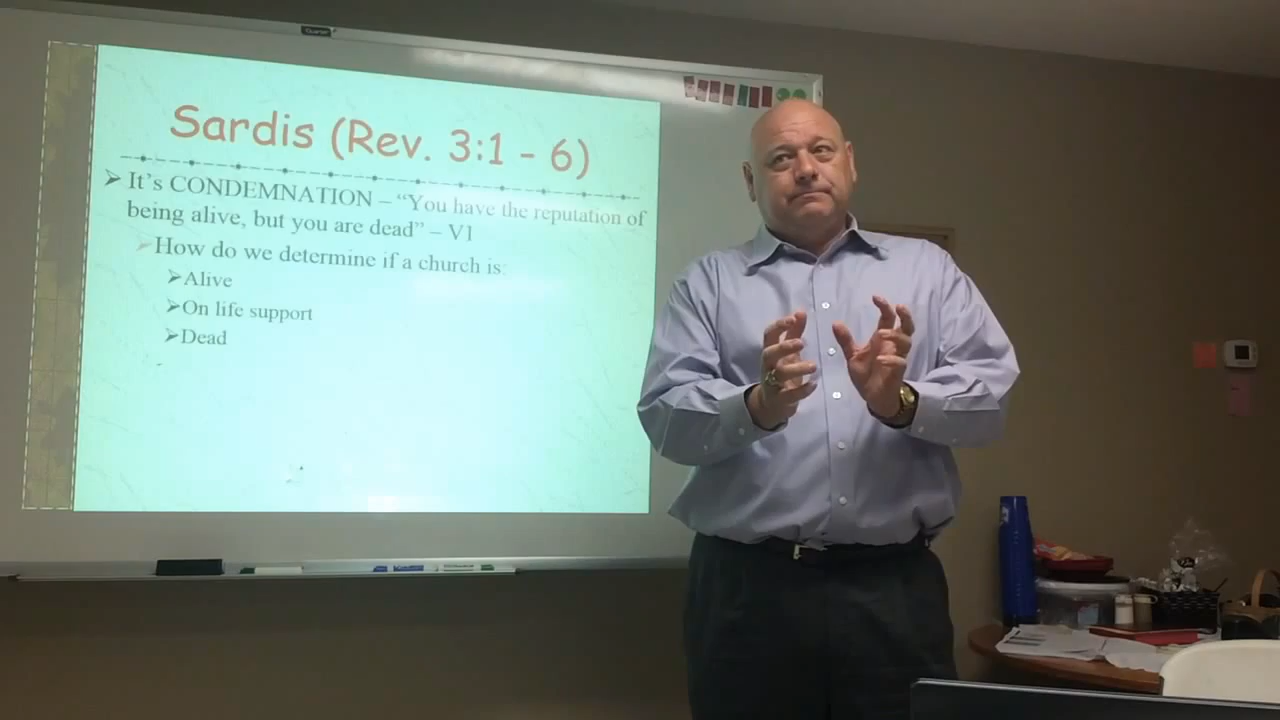 Quartet
Sardis (Rev. 3:1 - 6)
It's CONDEMNATION – “You have the reputation of
being alive, but you are dead” – V1
How do we determine if a church is:
Alive
On life support
Dead